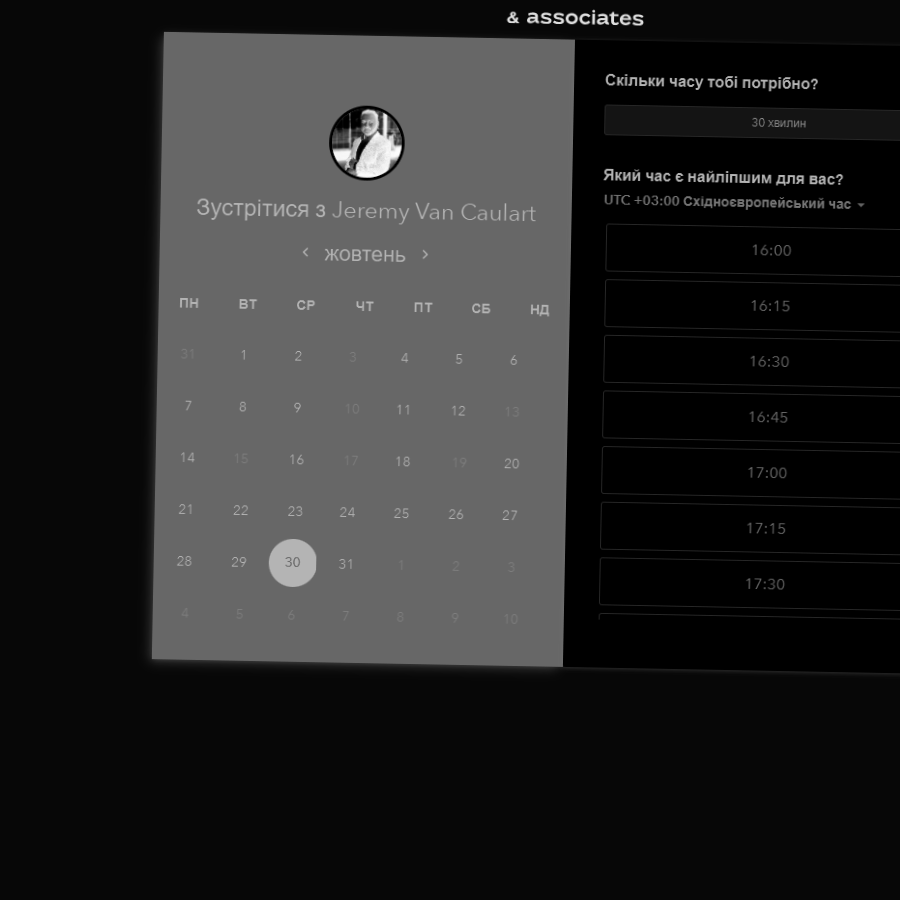 & associates
Зустрітися з Jeremy Van Caulart
жовтень
ПН ВТ СР ЧТ ПТ СБ НД
31 1 2 3 4 5 6
7 8 9 10 11 12 13
14 15 16 17 18 19 20
21 22 23 24 25 26 27
28 29 30 31 1 2 3
4 5 6 7 8 9 10
Скільки часу тобі потрібно?
30 хвилин
Який час є найліпшим для вас?
UTC +03:00 Східноєвропейський час
16:00
16:15
16:30
16:45
17:00
17:15
17:30